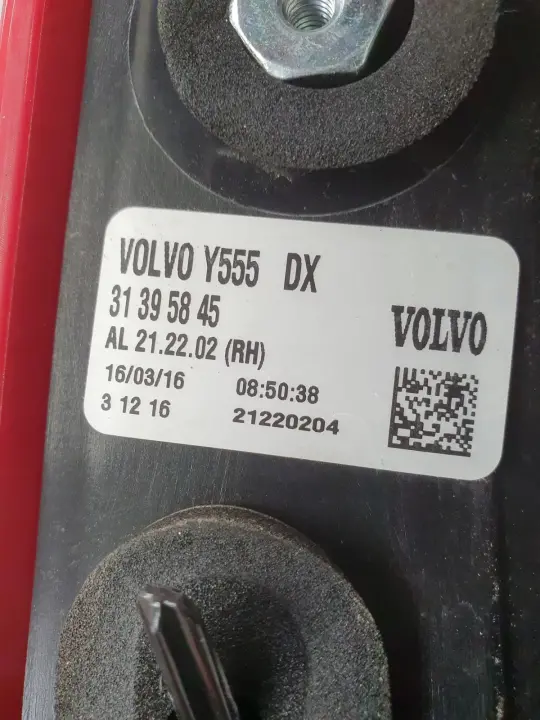 VOLVO Y555 DX
31 39 58 45
AL 21.22.02 (RH)
VOLVO
16/03/16 08:50:38
3 12 16 21220204